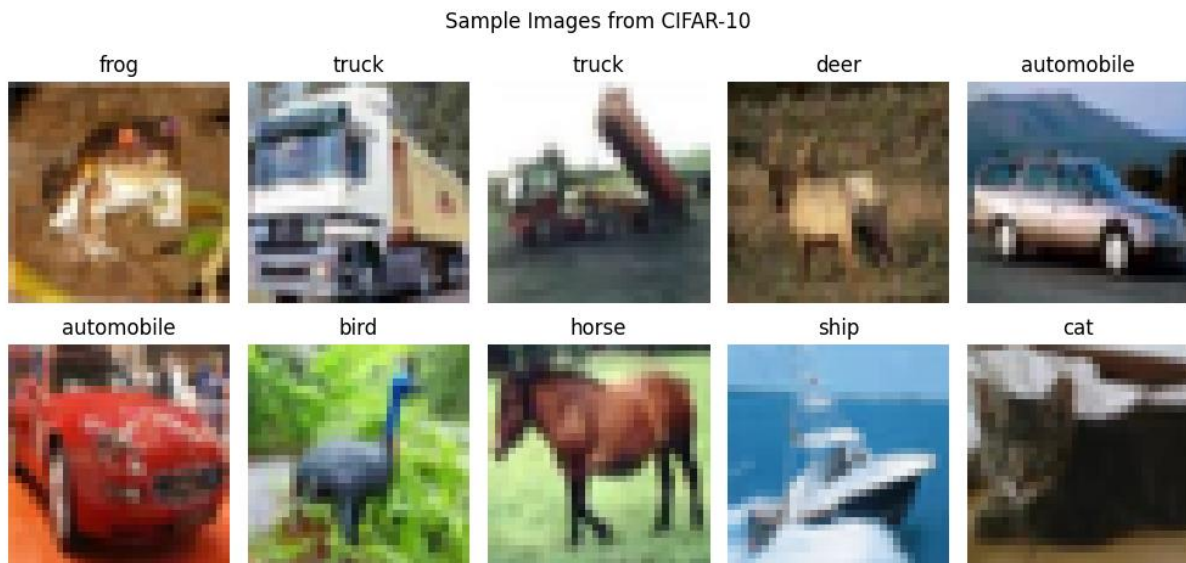 Sample Images from CIFAR-10
frog truck truck deer automobile
automobile bird horse ship cat